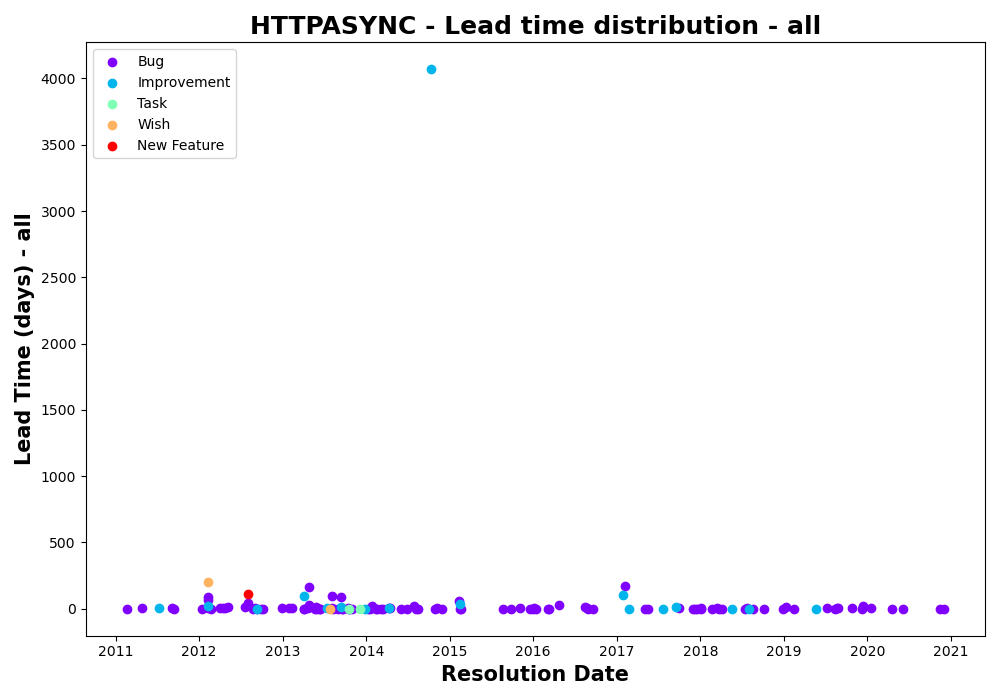 HTTPASYNC - Lead time distribution - all
Bug
Improvement
Task
Wish
New Feature
4000
3500
3000
2500
2000
1500
1000
500
0
Lead Time (days) - all
2011 2012 2013 2014 2015 2016 2017 2018 2019 2020 2021
Resolution Date